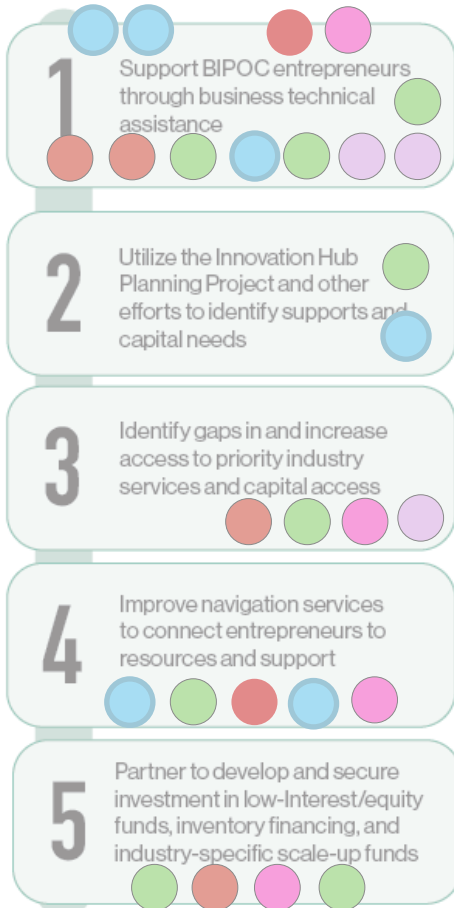 1
Support BIPOC entrepreneurs
through business technical
assistance
2
Utilize the Innovation Hub
Planning Project and other
efforts to identify supports and
capital needs
3
Identify gaps in and increase
access to priority industry
services and capital access
4
Improve navigation services
to connect entrepreneurs to
resources and support
5
Partner to develop and secure
investment in low-Interest/equity
funds, inventory financing, and
industry-specific scale-up funds